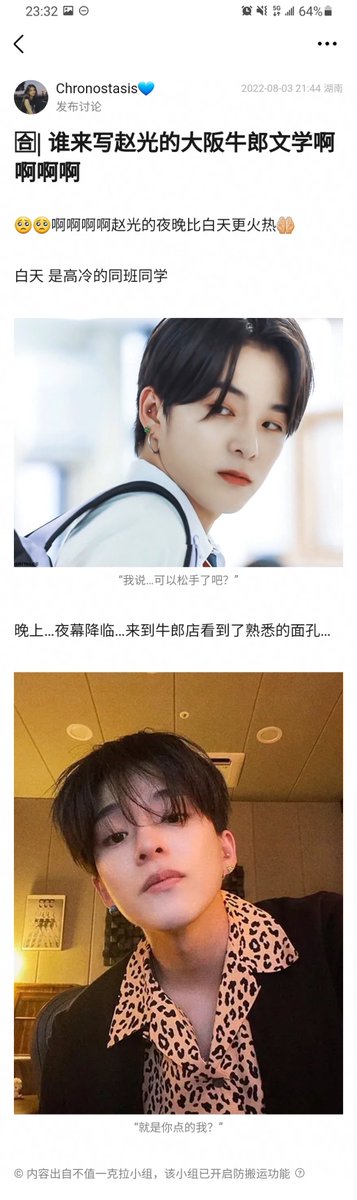 23:32
5G
64%
Chronostasis💙
2022-08-03 21:44 湖南
发布讨论
🈴| 谁来写赵光的大阪牛郎文学啊
啊啊啊
🥺🥺啊啊啊啊赵光的夜晚比白天更火热🤲🏻
白天 是高冷的同班同学
“我说...可以松手了吧？”
晚上...夜幕降临...来到牛郎店看到了熟悉的面孔...
“就是你点的我？”
© 内容出自不值一克拉小组，该小组已开启防搬运功能 ?